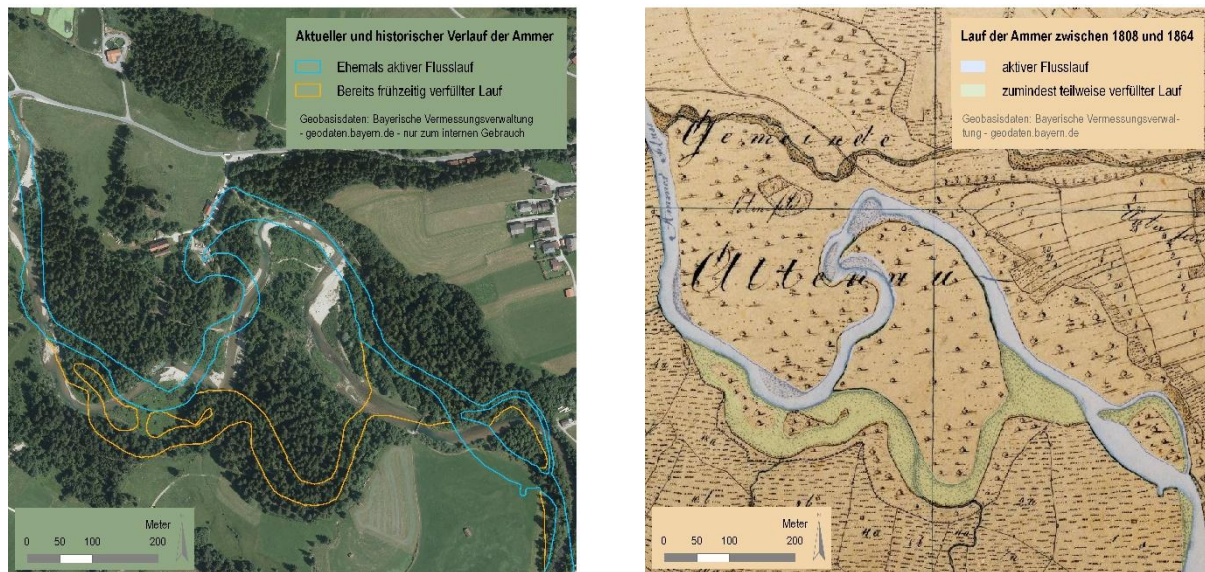 Aktueller und historischer Verlauf der Ammer
Ehemals aktiver Flusslauf
Bereits frühzeitig verfüllter Lauf
Geobasisdaten: Bayerische Vermessungsverwaltung
- geodaten.bayern.de - nur zum internen Gebrauch
Meter
0 50 100 200
Lauf der Ammer zwischen 1808 und 1864
aktiver Flusslauf
zumindest teilweise verfüllter Lauf
Geobasisdaten: Bayerische Vermessungsverwal-
tung - geodaten.bayern.de
Gemeinde
Altenau
Meter
0 50 100 200